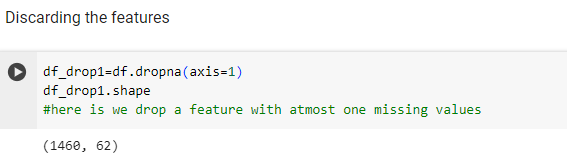 Discarding the features
df_drop1=df.dropna(axis=1)
df_drop1.shape
#here is we drop a feature with atmost one missing values
(1460, 62)